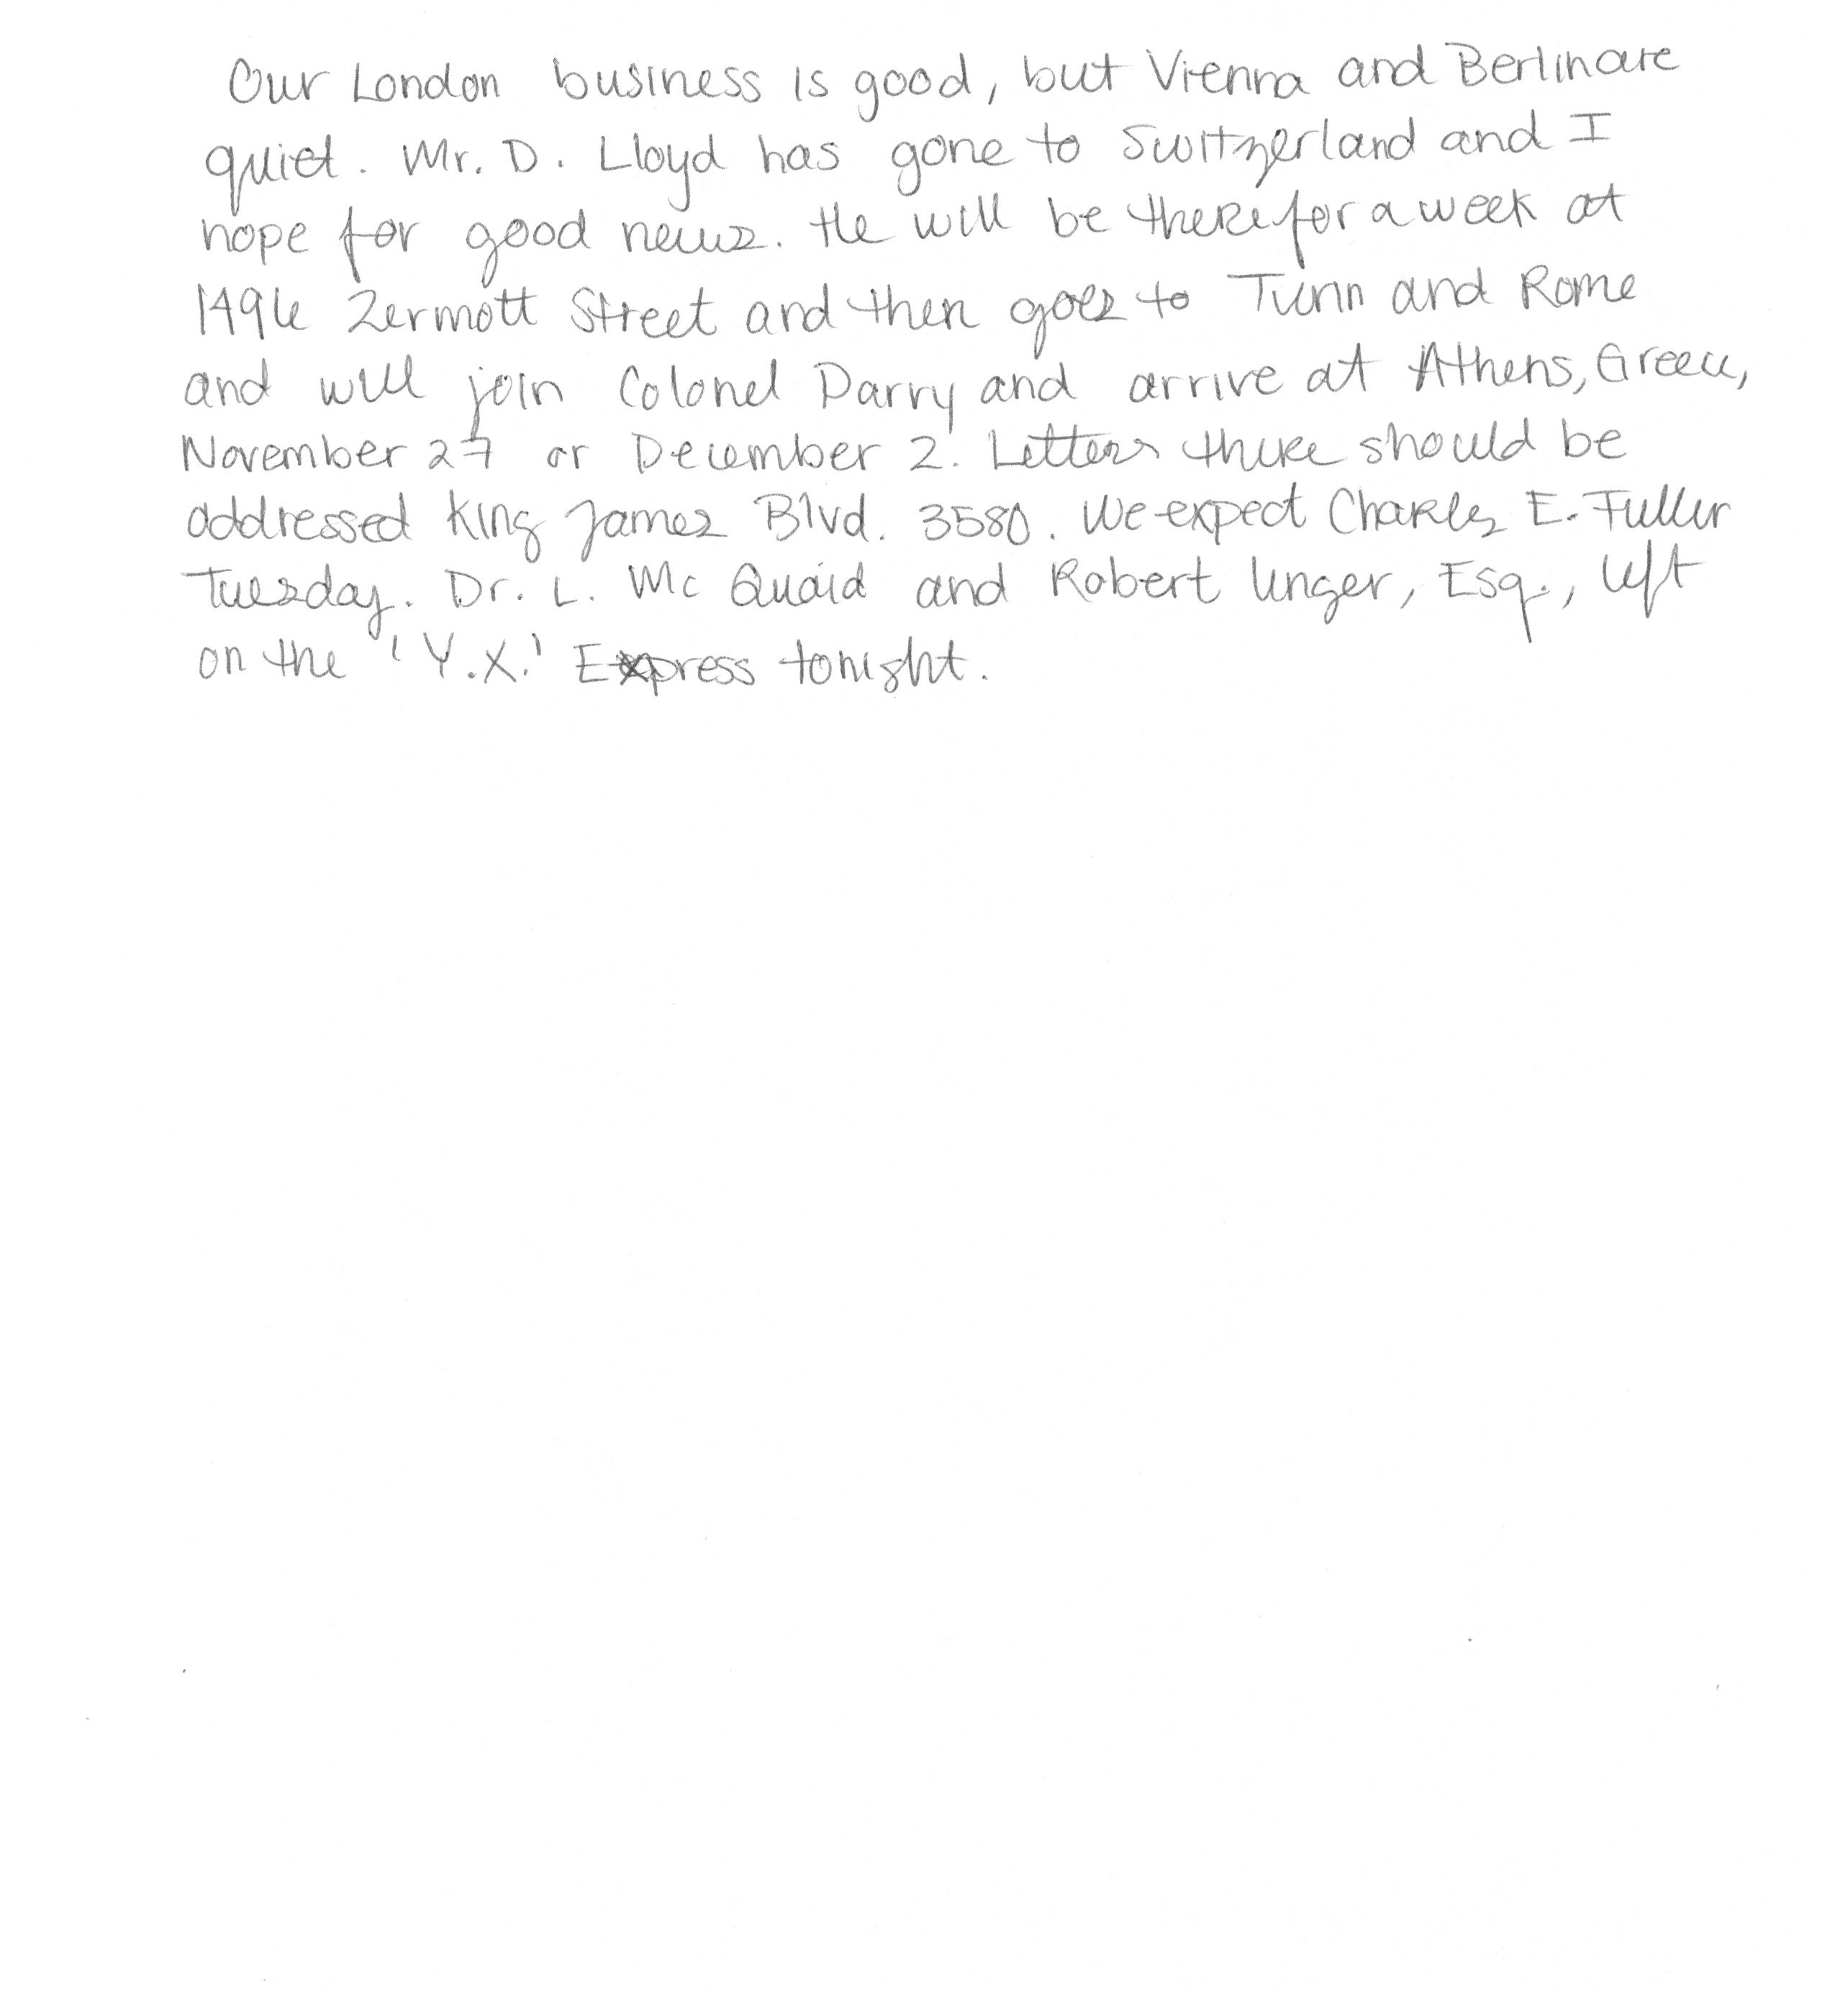 Our London business is good, but Vienna and Berlin are
quiet. Mr. D. Lloyd has gone to Switzerland and I
hope for good news. He will be there for a week at
1496 Zermott Street and then goes to Turin and Rome
and will join Colonel Parry and arrive at Athens, Greece,
November 27 or December 2. Letters there should be
addressed King James Blvd. 3580. We expect Charles E. Fuller
Tuesday. Dr. L. Mc Quaid and Robert Unger, Esq., left
on the 'Y.X.' Express tonight.